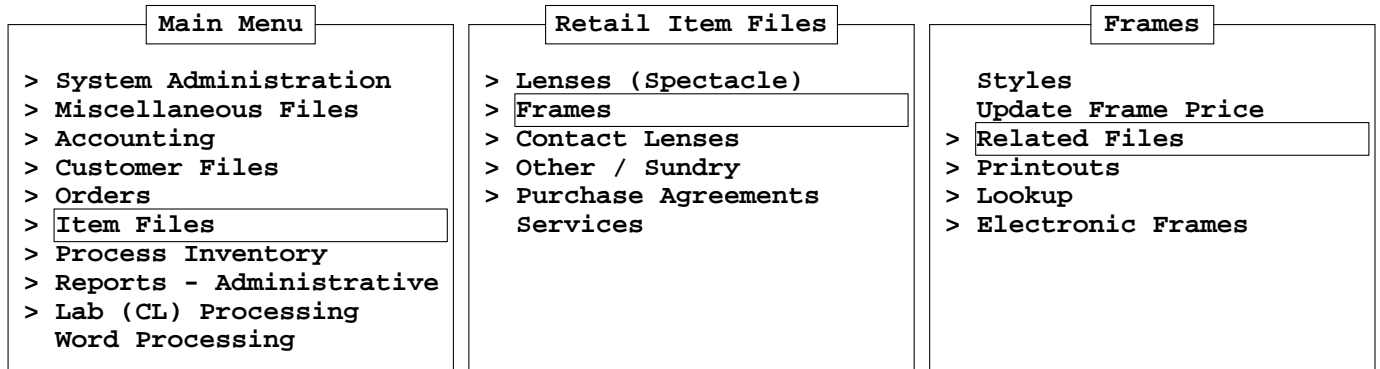 Main Menu
> System Administration
> Miscellaneous Files
> Accounting
> Customer Files
> Orders
> Item Files
> Process Inventory
> Reports - Administrative
> Lab (CL) Processing
Word Processing
Retail Item Files
> Lenses (Spectacle)
> Frames
> Contact Lenses
> Other / Sundry
> Purchase Agreements
Services
Frames
Styles
Update Frame Price
> Related Files
> Printouts
> Lookup
> Electronic Frames